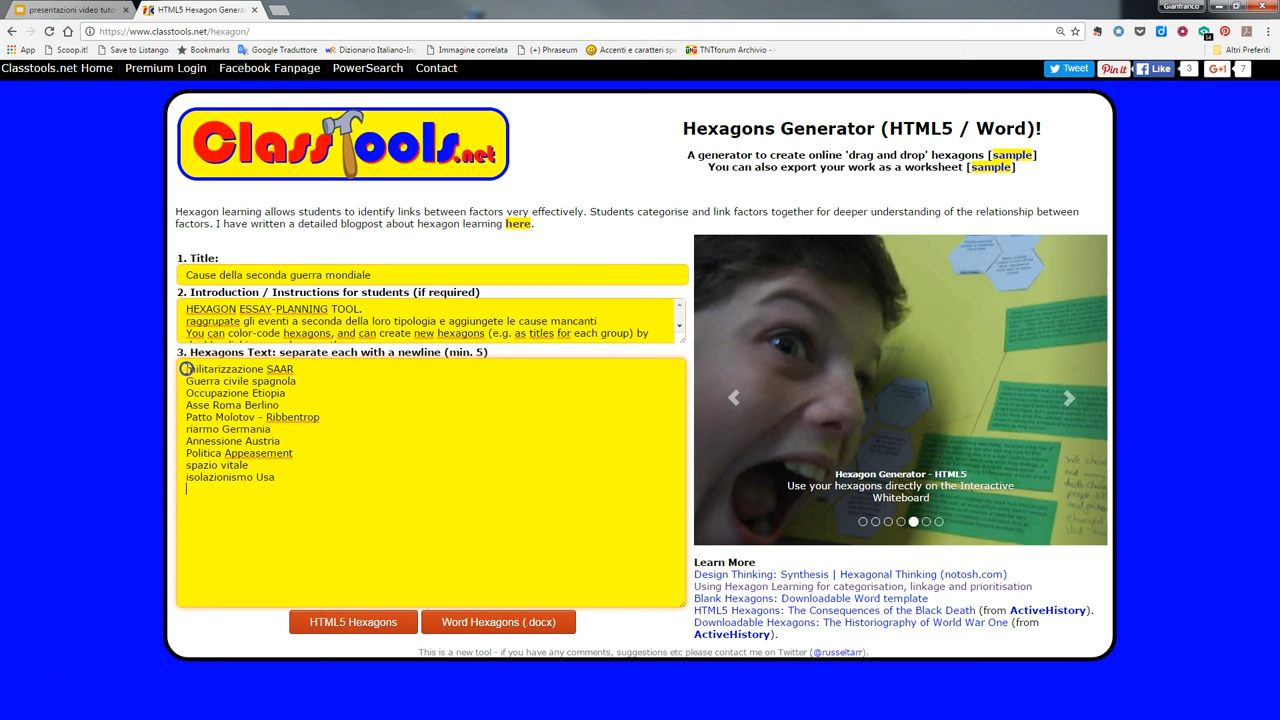 presentazioni video tuto
HTML5 Hexagon Genera
Gianfranco
https://www.classtools.net/hexagon/
App
Scoop.it!
Save to Listango
Bookmarks
Google Traduttore
Dizionario Italiano-In
Immagine correlata
(+) Phraseum
Accenti e caratteri spe
TNTforum Archivio ->
Altri Preferiti
Classtools.net Home
Premium Login
Facebook Fanpage
PowerSearch
Contact
Tweet
Pin it
Like
3
G+1
7
ClassTools.net
Hexagons Generator (HTML5 / Word)!
A generator to create online 'drag and drop' hexagons [sample]
You can also export your work as a worksheet [sample]
Hexagon learning allows students to identify links between factors very effectively. Students categorise and link factors together for deeper understanding of the relationship between
factors. I have written a detailed blogpost about hexagon learning here.
1. Title:
Cause della seconda guerra mondiale
2. Introduction / Instructions for students (if required)
HEXAGON ESSAY-PLANNING TOOL.
raggrupate gli eventi a seconda della loro tipologia e aggiungete le cause mancanti
You can color-code hexagons, and can create new hexagons (e.g. as titles for each group) by
3. Hexagons Text: separate each with a newline (min. 5)
militarizzazione SAAR
Guerra civile spagnola
Occupazione Etiopia
Asse Roma Berlino
Patto Molotov - Ribbentrop
riarmo Germania
Annessione Austria
Politica Appeasement
spazio vitale
isolazionismo Usa
HTML5 Hexagons
Word Hexagons (.docx)
Hexagon Generator - HTML5
Use your hexagons directly on the Interactive
Whiteboard
Learn More
Design Thinking: Synthesis | Hexagonal Thinking (notosh.com)
Using Hexagon Learning for categorisation, linkage and prioritisation
Blank Hexagons: Downloadable Word template
HTML5 Hexagons: The Consequences of the Black Death (from ActiveHistory).
Downloadable Hexagons: The Historiography of World War One (from
ActiveHistory).
This is a new tool - if you have any comments, suggestions etc please contact me on Twitter (@russeltarr).